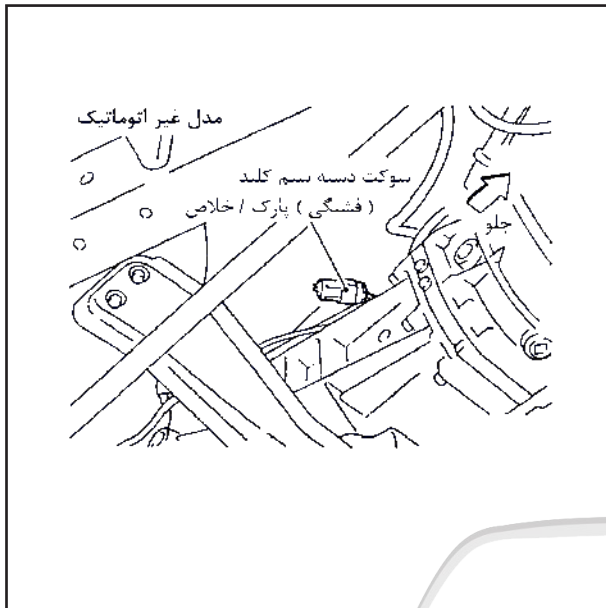 مدل غیر اتوماتیک
سوکت دسته سیم کلید
( فشنگی ) پارک / خلاص
جلو